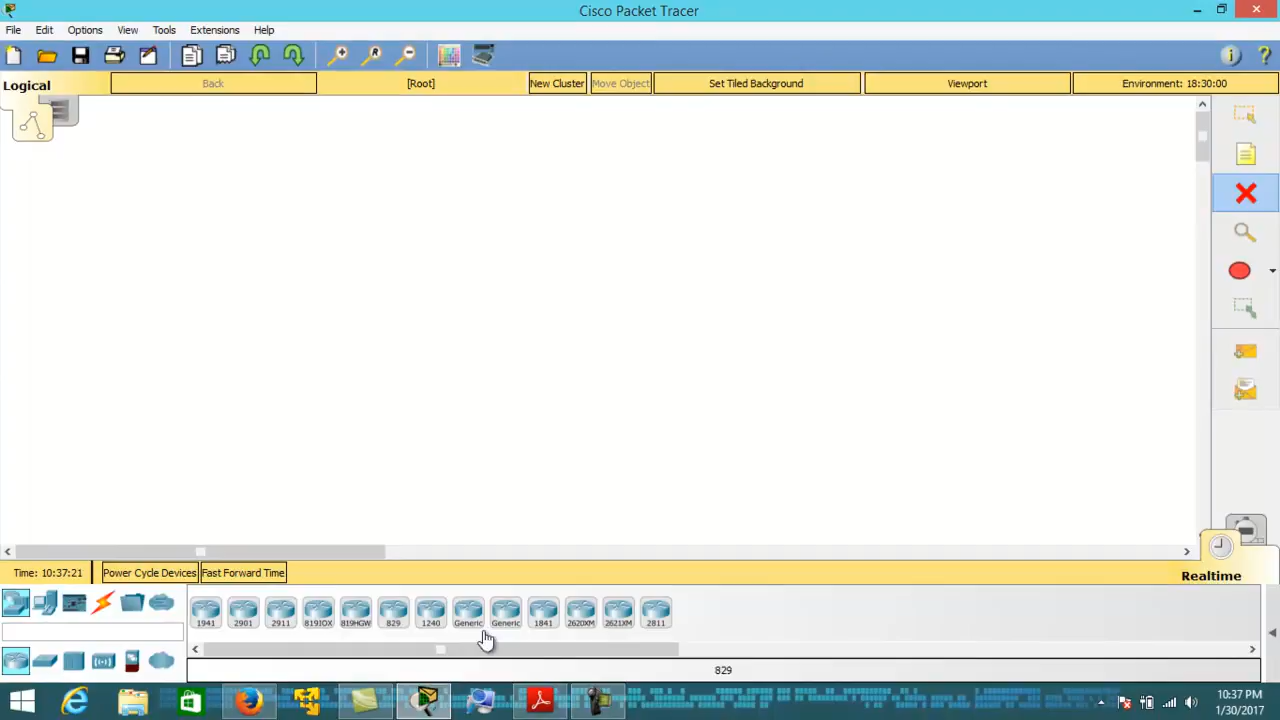 Cisco Packet Tracer
File Edit Options View Tools Extensions Help
Logical Back [Root] New Cluster Move Object Set Tiled Background Viewport Environment: 18:30:00
Time: 10:37:21 Power Cycle Devices Fast Forward Time Realtime
1941 2901 2911 819IOX 819HGW 829 1240 Generic Generic 1841 2620XM 2621XM 2811
829
10:37 PM
1/30/2017